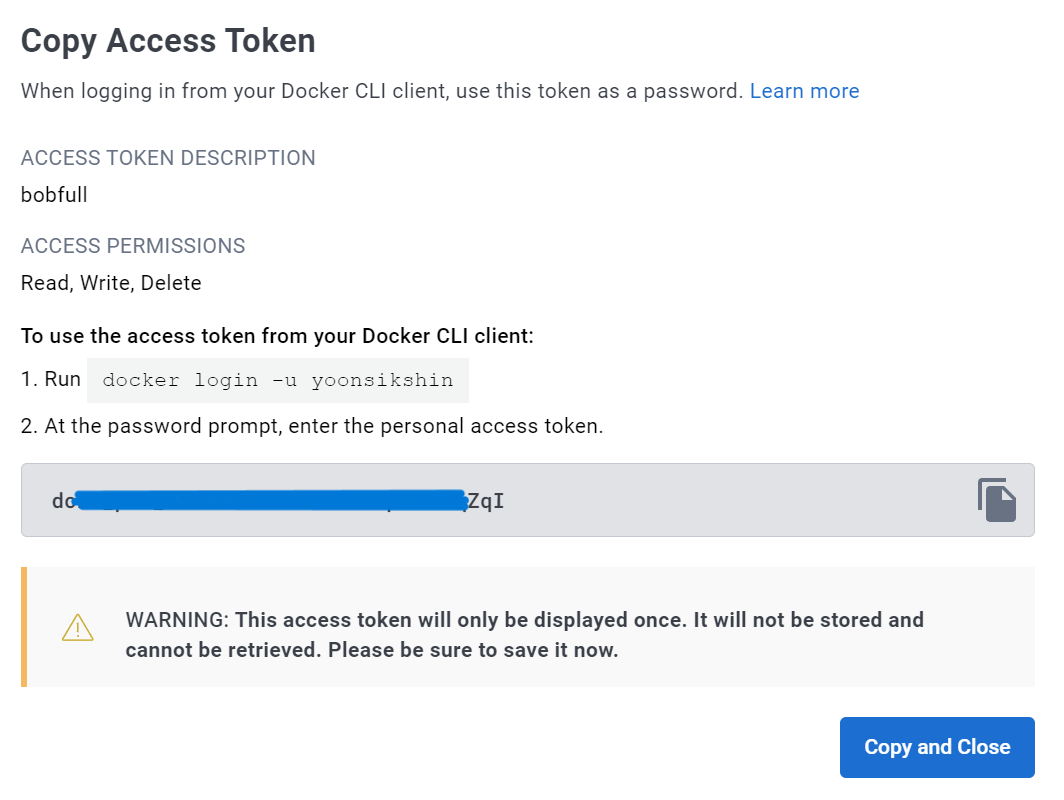 Copy Access Token
When logging in from your Docker CLI client, use this token as a password. Learn more
ACCESS TOKEN DESCRIPTION
bobfull
ACCESS PERMISSIONS
Read, Write, Delete
To use the access token from your Docker CLI client:
1. Run docker login -u yoonsikshin
2. At the password prompt, enter the personal access token.
ZqI
WARNING: This access token will only be displayed once. It will not be stored and
cannot be retrieved. Please be sure to save it now.
Copy and Close